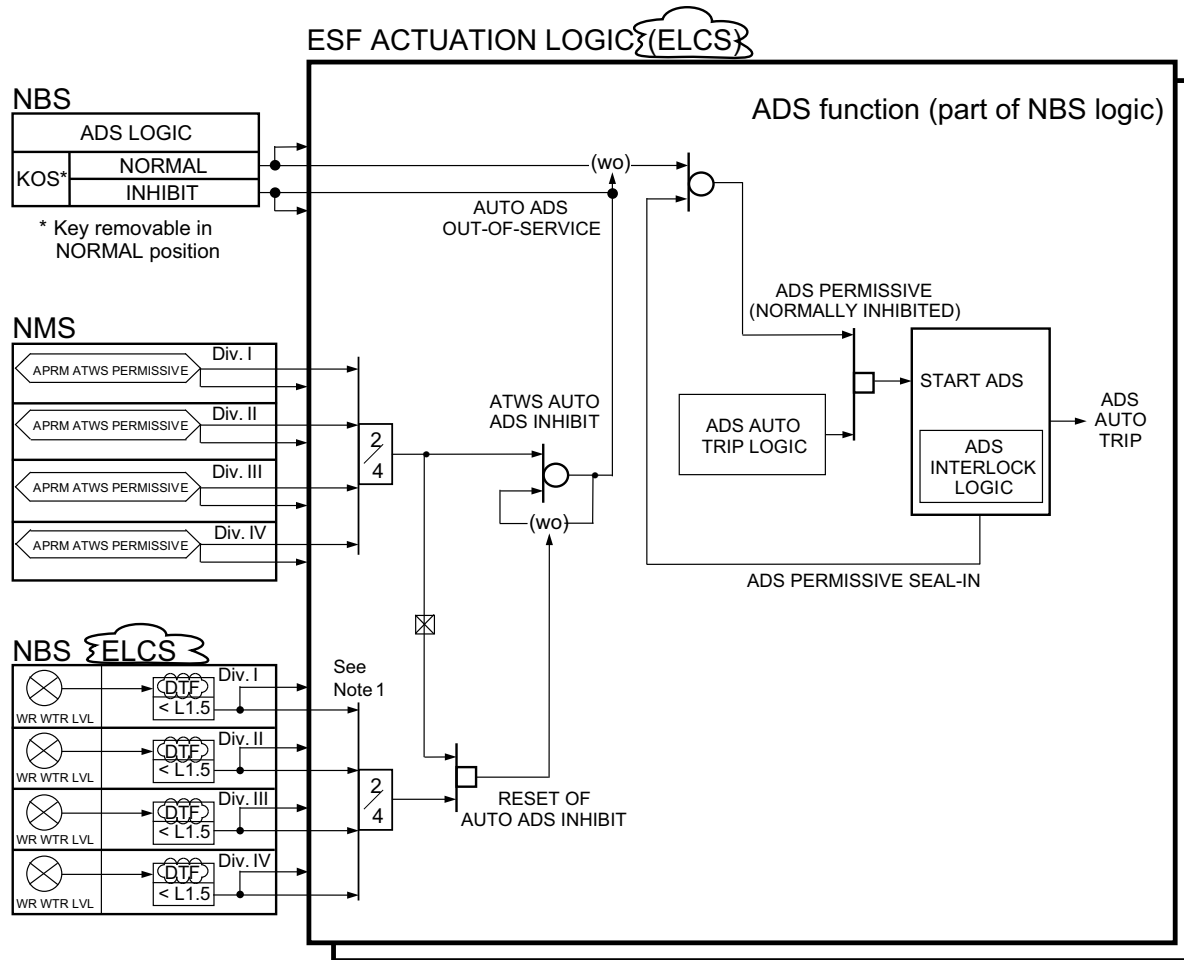 ESF ACTUATION LOGIC (ELCS)
ADS function (part of NBS logic)
NBS
ADS LOGIC
KOS*
NORMAL
INHIBIT
* Key removable in
NORMAL position
(wo)
AUTO ADS
OUT-OF-SERVICE
ADS PERMISSIVE
(NORMALLY INHIBITED)
NMS
APRM ATWS PERMISSIVE
Div. I
APRM ATWS PERMISSIVE
Div. II
APRM ATWS PERMISSIVE
Div. III
APRM ATWS PERMISSIVE
Div. IV
2/4
ATWS AUTO
ADS INHIBIT
(wo)
ADS AUTO
TRIP LOGIC
START ADS
ADS
INTERLOCK
LOGIC
ADS
AUTO
TRIP
ADS PERMISSIVE SEAL-IN
NBS ELCS
WR WTR LVL
DTF
< L1.5
Div. I
WR WTR LVL
DTF
< L1.5
Div. II
WR WTR LVL
DTF
< L1.5
Div. III
WR WTR LVL
DTF
< L1.5
Div. IV
See
Note 1
2/4
RESET OF
AUTO ADS INHIBIT